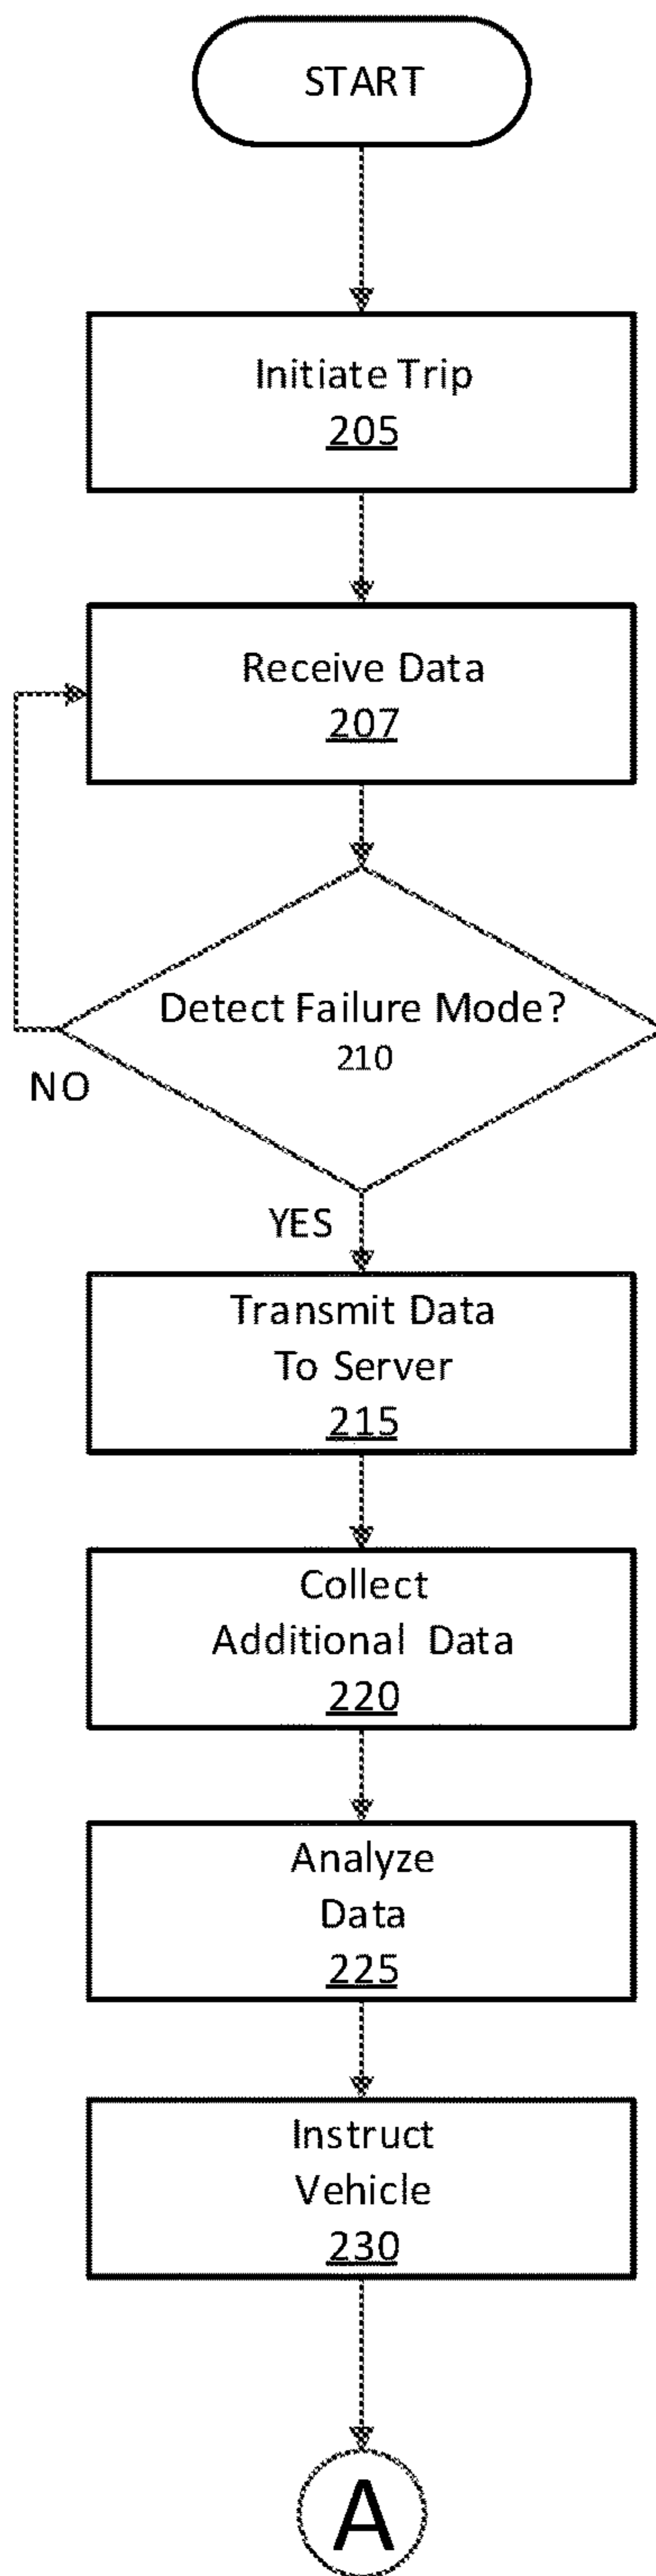 START
Initiate Trip
205
Receive Data
207
Detect Failure Mode?
210
NO
YES
Transmit Data
To Server
215
Collect
Additional Data
220
Analyze
Data
225
Instruct
Vehicle
230
A